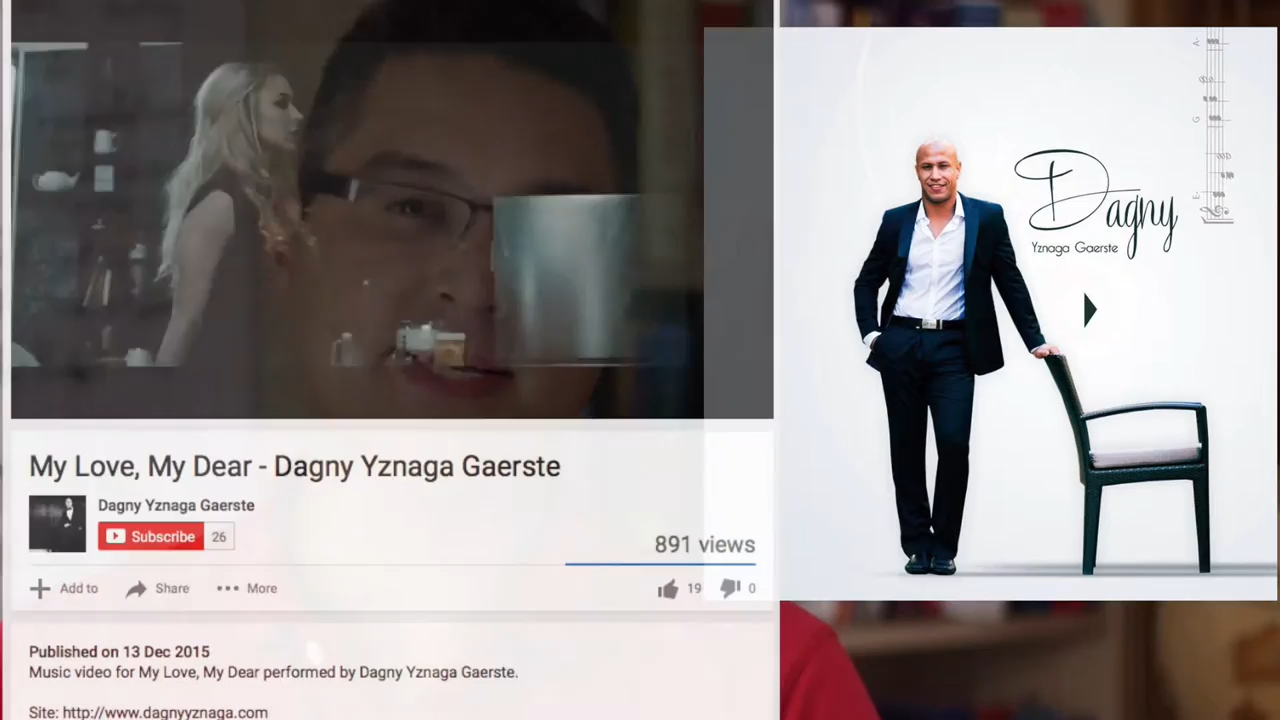 My Love, My Dear - Dagny Yznaga Gaerste
Dagny Yznaga Gaerste
Subscribe 26
891 views
Add to Share More 19 0
Published on 13 Dec 2015
Music video for My Love, My Dear performed by Dagny Yznaga Gaerste.
Site: http://www.dagnyyznaga.com
Dagny
Yznaga Gaerste